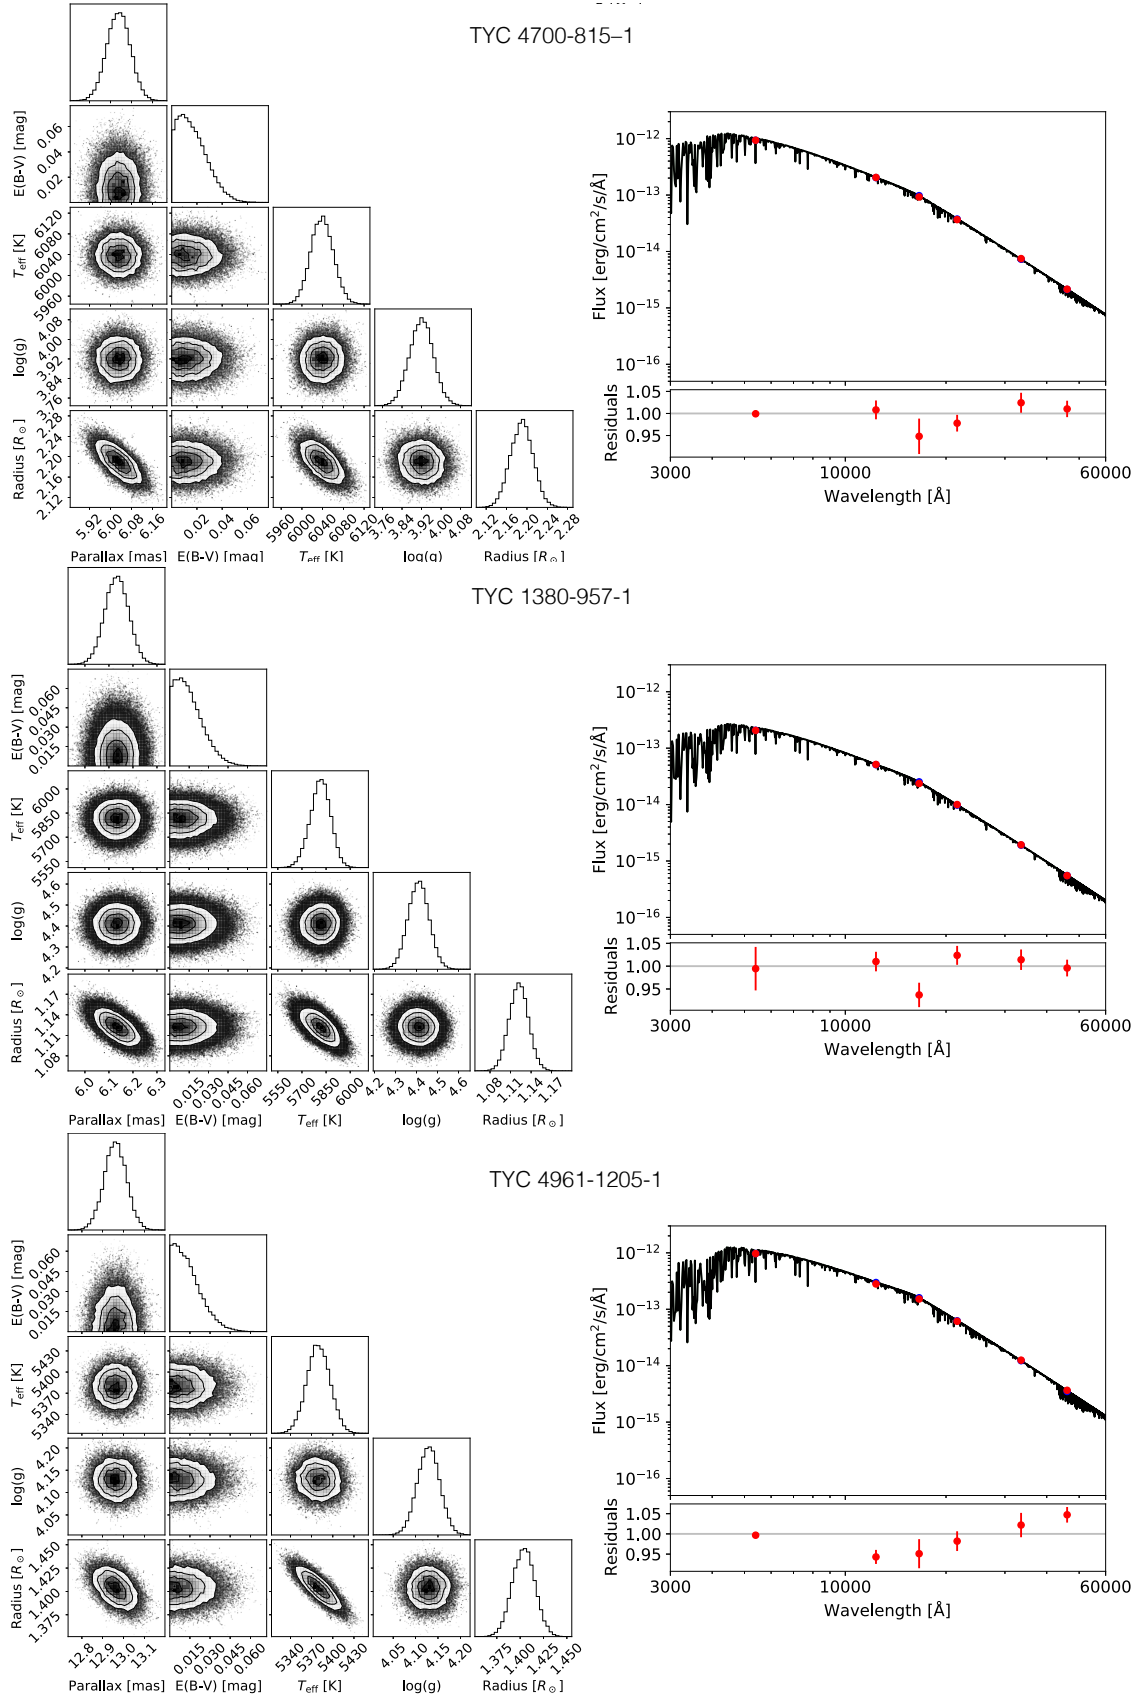 TYC 4700-815–1
E(B-V) [mag]
0.06
0.04
0.02
T_eff [K]
6120
6080
6040
6000
5960
log(g)
4.08
4.00
3.92
3.84
3.76
Radius [R⊙]
2.28
2.24
2.20
2.16
2.12
5.92 6.00 6.08 6.16
0.02 0.04 0.06
5960 6000 6040 6080 6120
3.76 3.84 3.92 4.00 4.08
2.12 2.16 2.20 2.24 2.28
Parallax [mas] E(B-V) [mag] T_eff [K] log(g) Radius [R⊙]
Flux [erg/cm²/s/Å]
10⁻¹²
10⁻¹³
10⁻¹⁴
10⁻¹⁵
10⁻¹⁶
Residuals
1.05
1.00
0.95
3000 10000 60000
Wavelength [Å]
TYC 1380-957-1
E(B-V) [mag]
0.060
0.045
0.030
0.015
T_eff [K]
6000
5850
5700
5550
log(g)
4.6
4.5
4.4
4.3
4.2
Radius [R⊙]
1.17
1.14
1.11
1.08
6.0 6.1 6.2 6.3
0.015 0.030 0.045 0.060
5550 5700 5850 6000
4.2 4.3 4.4 4.5 4.6
1.08 1.11 1.14 1.17
Parallax [mas] E(B-V) [mag] T_eff [K] log(g) Radius [R⊙]
Flux [erg/cm²/s/Å]
10⁻¹²
10⁻¹³
10⁻¹⁴
10⁻¹⁵
10⁻¹⁶
Residuals
1.05
1.00
0.95
3000 10000 60000
Wavelength [Å]
TYC 4961-1205-1
E(B-V) [mag]
0.060
0.045
0.030
0.015
T_eff [K]
5430
5400
5370
5340
log(g)
4.20
4.15
4.10
4.05
Radius [R⊙]
1.450
1.425
1.400
1.375
12.8 12.9 13.0 13.1
0.015 0.030 0.045 0.060
5340 5370 5400 5430
4.05 4.10 4.15 4.20
1.375 1.400 1.425 1.450
Parallax [mas] E(B-V) [mag] T_eff [K] log(g) Radius [R⊙]
Flux [erg/cm²/s/Å]
10⁻¹²
10⁻¹³
10⁻¹⁴
10⁻¹⁵
10⁻¹⁶
Residuals
1.05
1.00
0.95
3000 10000 60000
Wavelength [Å]